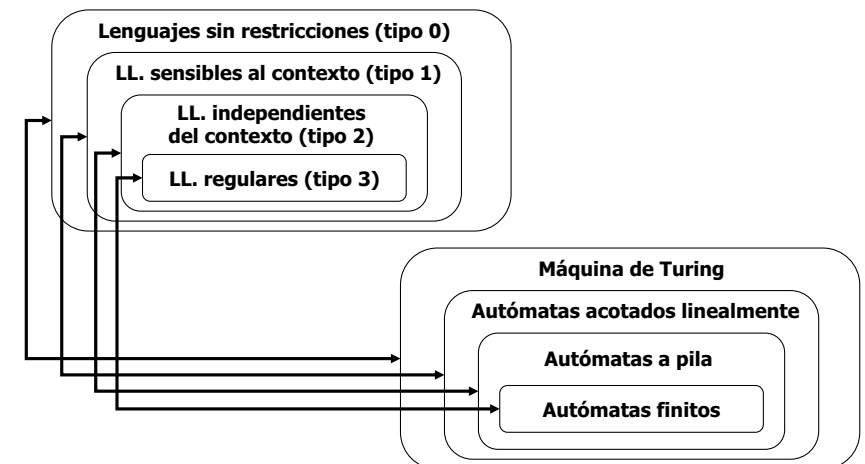 Lenguajes sin restricciones (tipo 0)
LL. sensibles al contexto (tipo 1)
LL. independientes
del contexto (tipo 2)
LL. regulares (tipo 3)
Máquina de Turing
Autómatas acotados linealmente
Autómatas a pila
Autómatas finitos